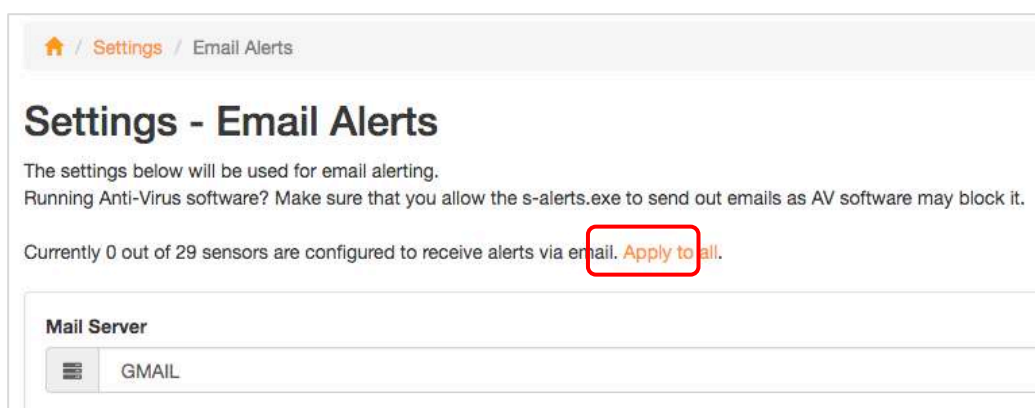 / Settings / Email Alerts
Settings - Email Alerts
The settings below will be used for email alerting.
Running Anti-Virus software? Make sure that you allow the s-alerts.exe to send out emails as AV software may block it.
Currently 0 out of 29 sensors are configured to receive alerts via email. Apply to all.
Mail Server
GMAIL